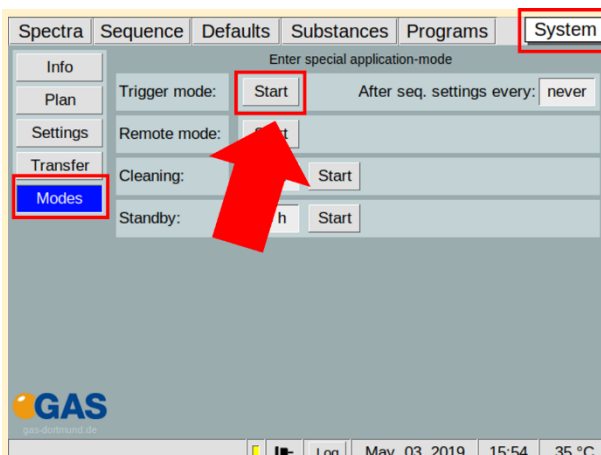 Spectra Sequence Defaults Substances Programs System
Info
Plan
Settings
Transfer
Modes
Enter special application-mode
Trigger mode: Start After seq. settings every: never
Remote mode:
Cleaning: Start
Standby: h Start
GAS
gas-dortmund.de
Log May, 03. 2019 15:54 35 °C